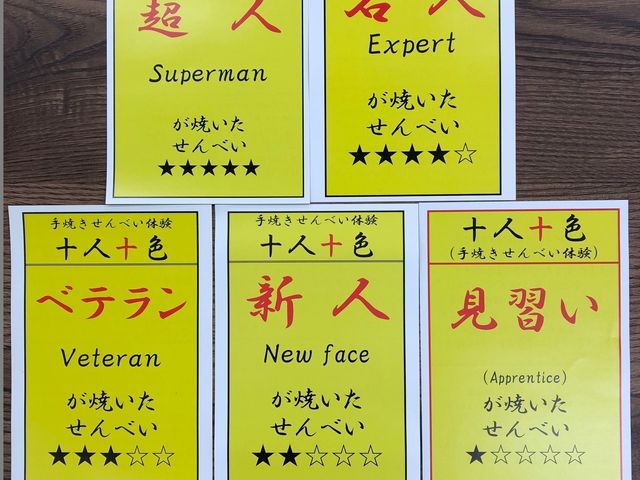 超 人
Superman
が焼いた
せんべい
★★★★★
名 人
Expert
が焼いた
せんべい
★★★★☆
手焼きせんべい体験
十人十色
ベテラン
Veteran
が焼いた
せんべい
★★★☆☆
手焼きせんべい体験
十人十色
新 人
New face
が焼いた
せんべい
★★☆☆☆
十人十色
(手焼きせんべい体験)
見習い
(Apprentice)
が焼いた
せんべい
★☆☆☆☆